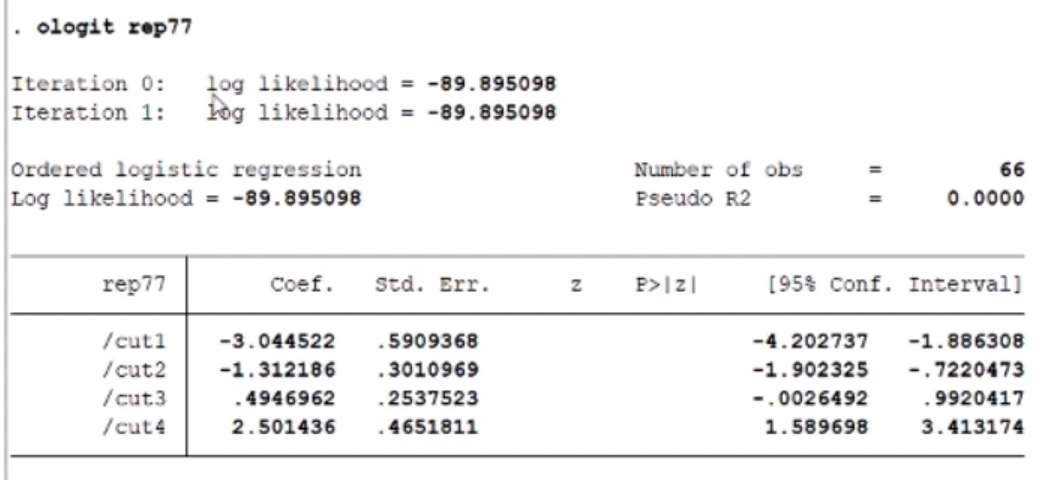 . ologit rep77
Iteration 0:   log likelihood = -89.895098
Iteration 1:   log likelihood = -89.895098
Ordered logistic regression                     Number of obs     =         66
Log likelihood = -89.895098                     Pseudo R2         =     0.0000
rep77 |      Coef.   Std. Err.      z    P>|z|     [95% Conf. Interval]
/cut1 |  -3.044522   .5909368                     -4.202737   -1.886308
/cut2 |  -1.312186   .3010969                     -1.902325   -.7220473
/cut3 |   .4946962   .2537523                     -.0026492    .9920417
/cut4 |   2.501436   .4651811                      1.589698    3.413174